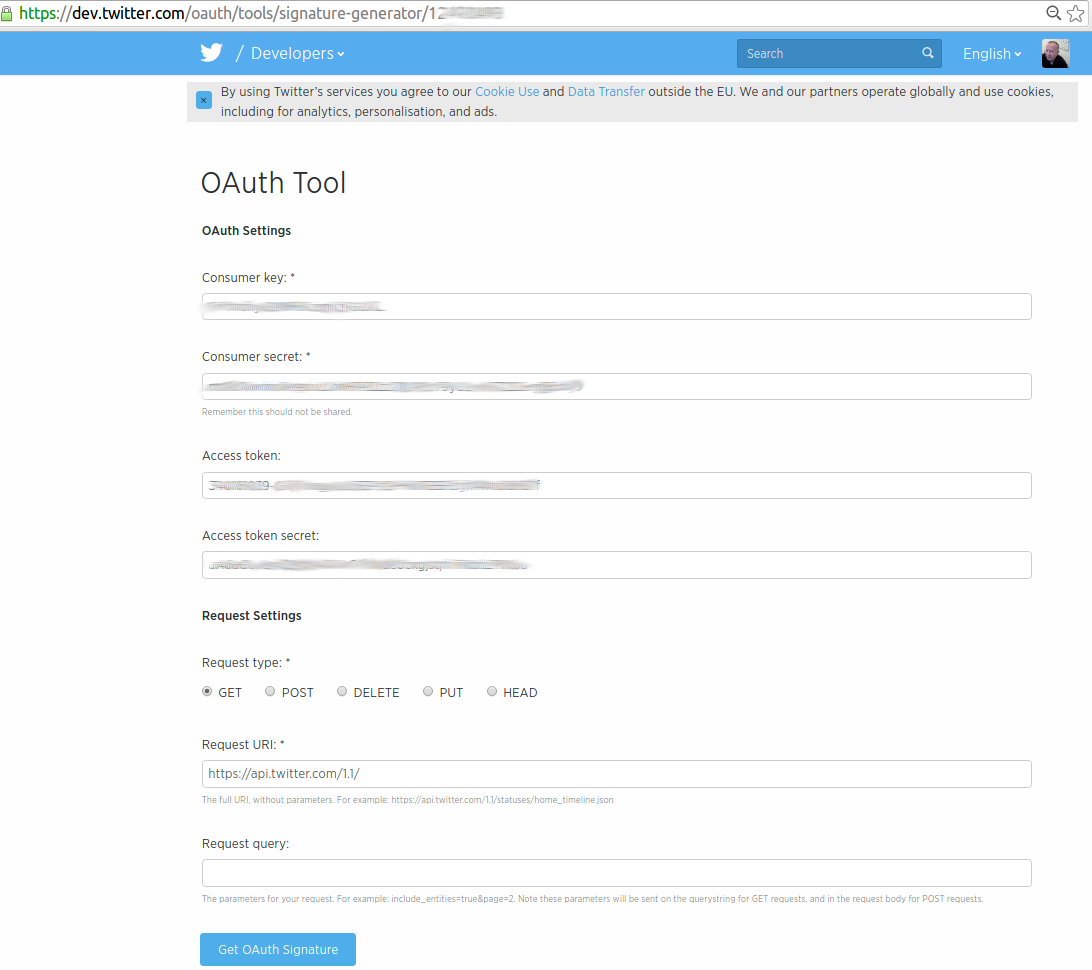 https://dev.twitter.com/oauth/tools/signature-generator/12
/ Developers
Search
English
× By using Twitter's services you agree to our Cookie Use and Data Transfer outside the EU. We and our partners operate globally and use cookies,
including for analytics, personalisation, and ads.
OAuth Tool
OAuth Settings
Consumer key: *
Consumer secret: *
Remember this should not be shared.
Access token:
Access token secret:
Request Settings
Request type: *
GET POST DELETE PUT HEAD
Request URI: *
https://api.twitter.com/1.1/
The full URI, without parameters. For example: https://api.twitter.com/1.1/statuses/home_timeline.json
Request query:
The parameters for your request. For example: include_entities=true&page=2. Note these parameters will be sent on the querystring for GET requests, and in the request body for POST requests.
Get OAuth Signature